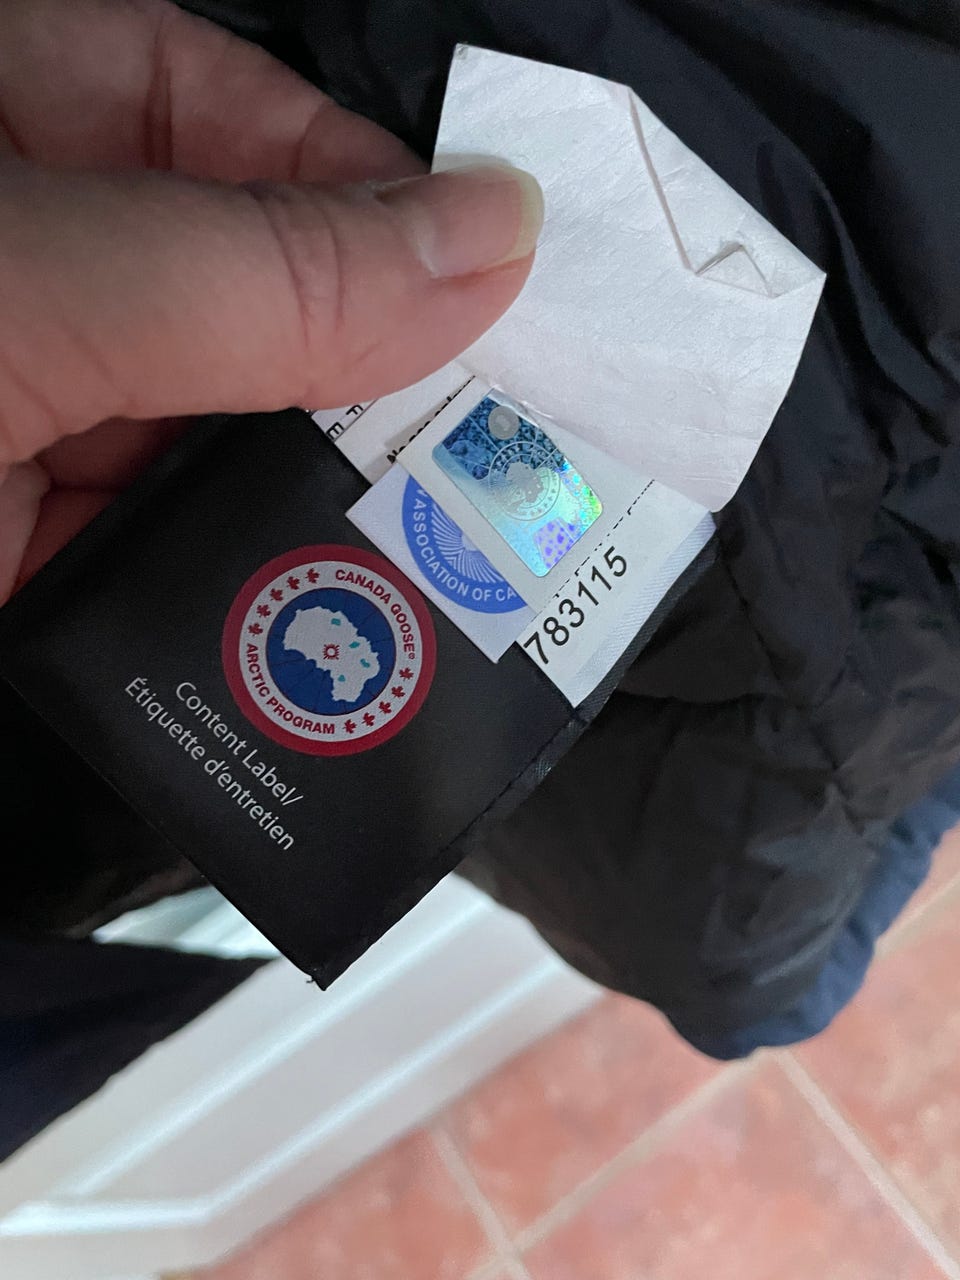 CANADA GOOSE®
ARCTIC PROGRAM
Content Label/
Étiquette d'entretien
ASSOCIATION OF CA
783115